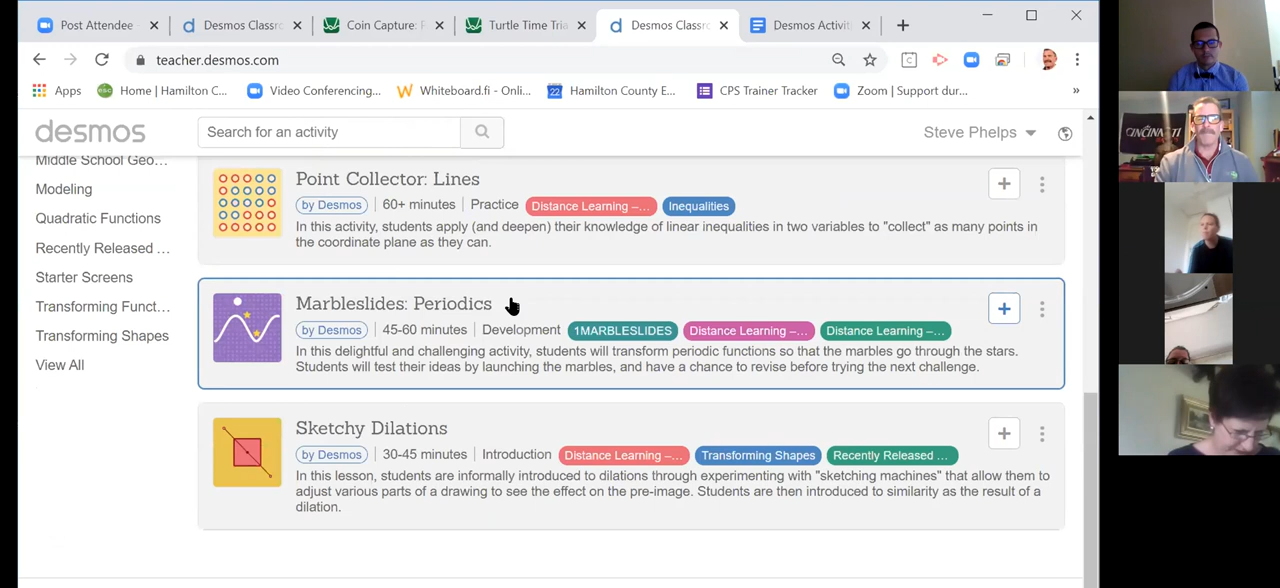 Post Attendee
Desmos Classro
Coin Capture: P
Turtle Time Tria
Desmos Classro
Desmos Activiti
teacher.desmos.com
Apps
Home | Hamilton C...
Video Conferencing...
Whiteboard.fi - Onli...
Hamilton County E...
CPS Trainer Tracker
Zoom | Support dur...
desmos
Search for an activity
Steve Phelps
Middle School Geo...
Modeling
Quadratic Functions
Recently Released ...
Starter Screens
Transforming Funct...
Transforming Shapes
View All
Point Collector: Lines
by Desmos 60+ minutes Practice Distance Learning –... Inequalities
In this activity, students apply (and deepen) their knowledge of linear inequalities in two variables to "collect" as many points in
the coordinate plane as they can.
Marbleslides: Periodics
by Desmos 45-60 minutes Development 1MARBLESLIDES Distance Learning –... Distance Learning –...
In this delightful and challenging activity, students will transform periodic functions so that the marbles go through the stars.
Students will test their ideas by launching the marbles, and have a chance to revise before trying the next challenge.
Sketchy Dilations
by Desmos 30-45 minutes Introduction Distance Learning –... Transforming Shapes Recently Released ...
In this lesson, students are informally introduced to dilations through experimenting with "sketching machines" that allow them to
adjust various parts of a drawing to see the effect on the pre-image. Students are then introduced to similarity as the result of a
dilation.
CINCINNATI